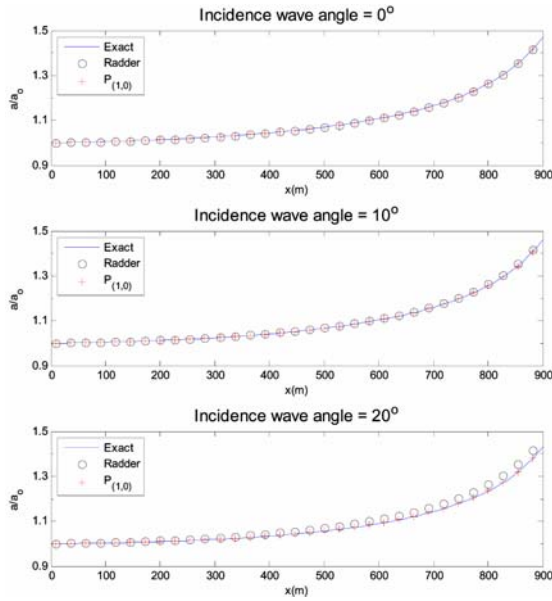 Incidence wave angle = 0°
1.5
1.3
1.1
0.9
a/a₀
Exact
Radder
P(1,0)
0 100 200 300 400 500 600 700 800 900
x(m)
Incidence wave angle = 10°
1.5
1.3
1.1
0.9
a/a₀
Exact
Radder
P(1,0)
0 100 200 300 400 500 600 700 800 900
x(m)
Incidence wave angle = 20°
1.5
1.3
1.1
0.9
a/a₀
Exact
Radder
P(1,0)
0 100 200 300 400 500 600 700 800 900
x(m)